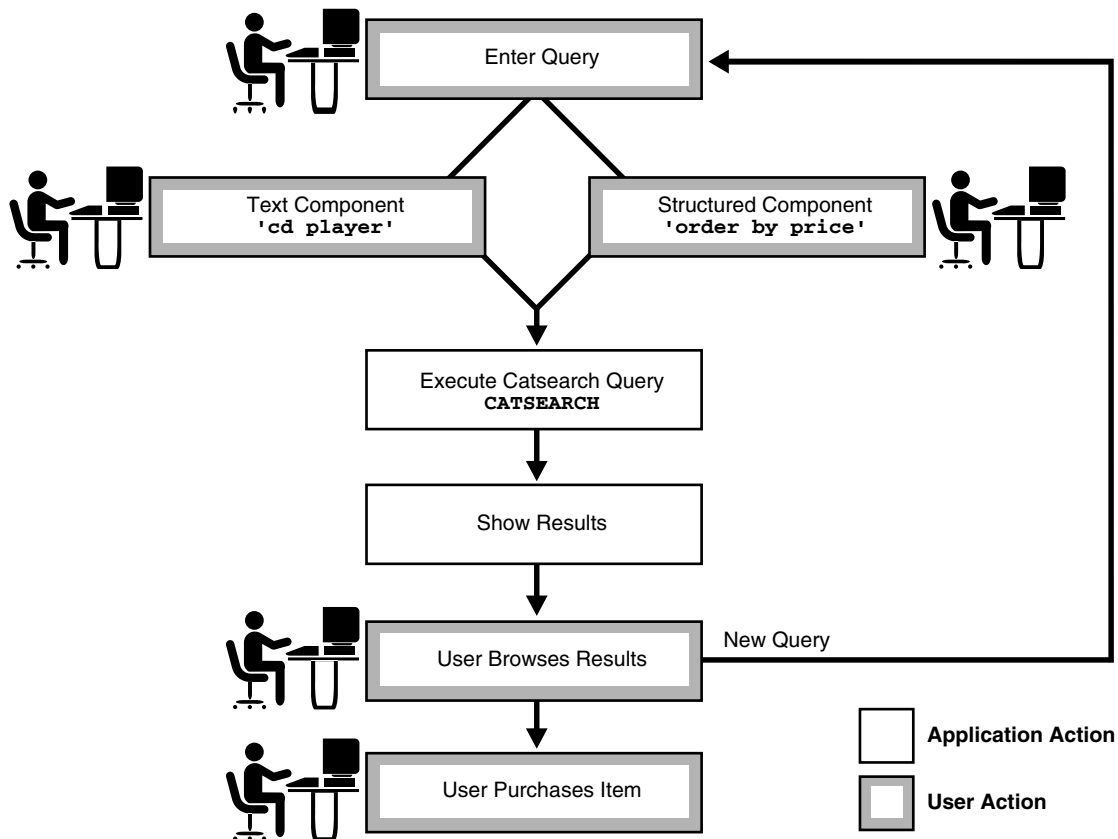 Enter Query
Text Component
'cd player'
Structured Component
'order by price'
Execute Catsearch Query
CATSEARCH
Show Results
User Browses Results
New Query
User Purchases Item
Application Action
User Action